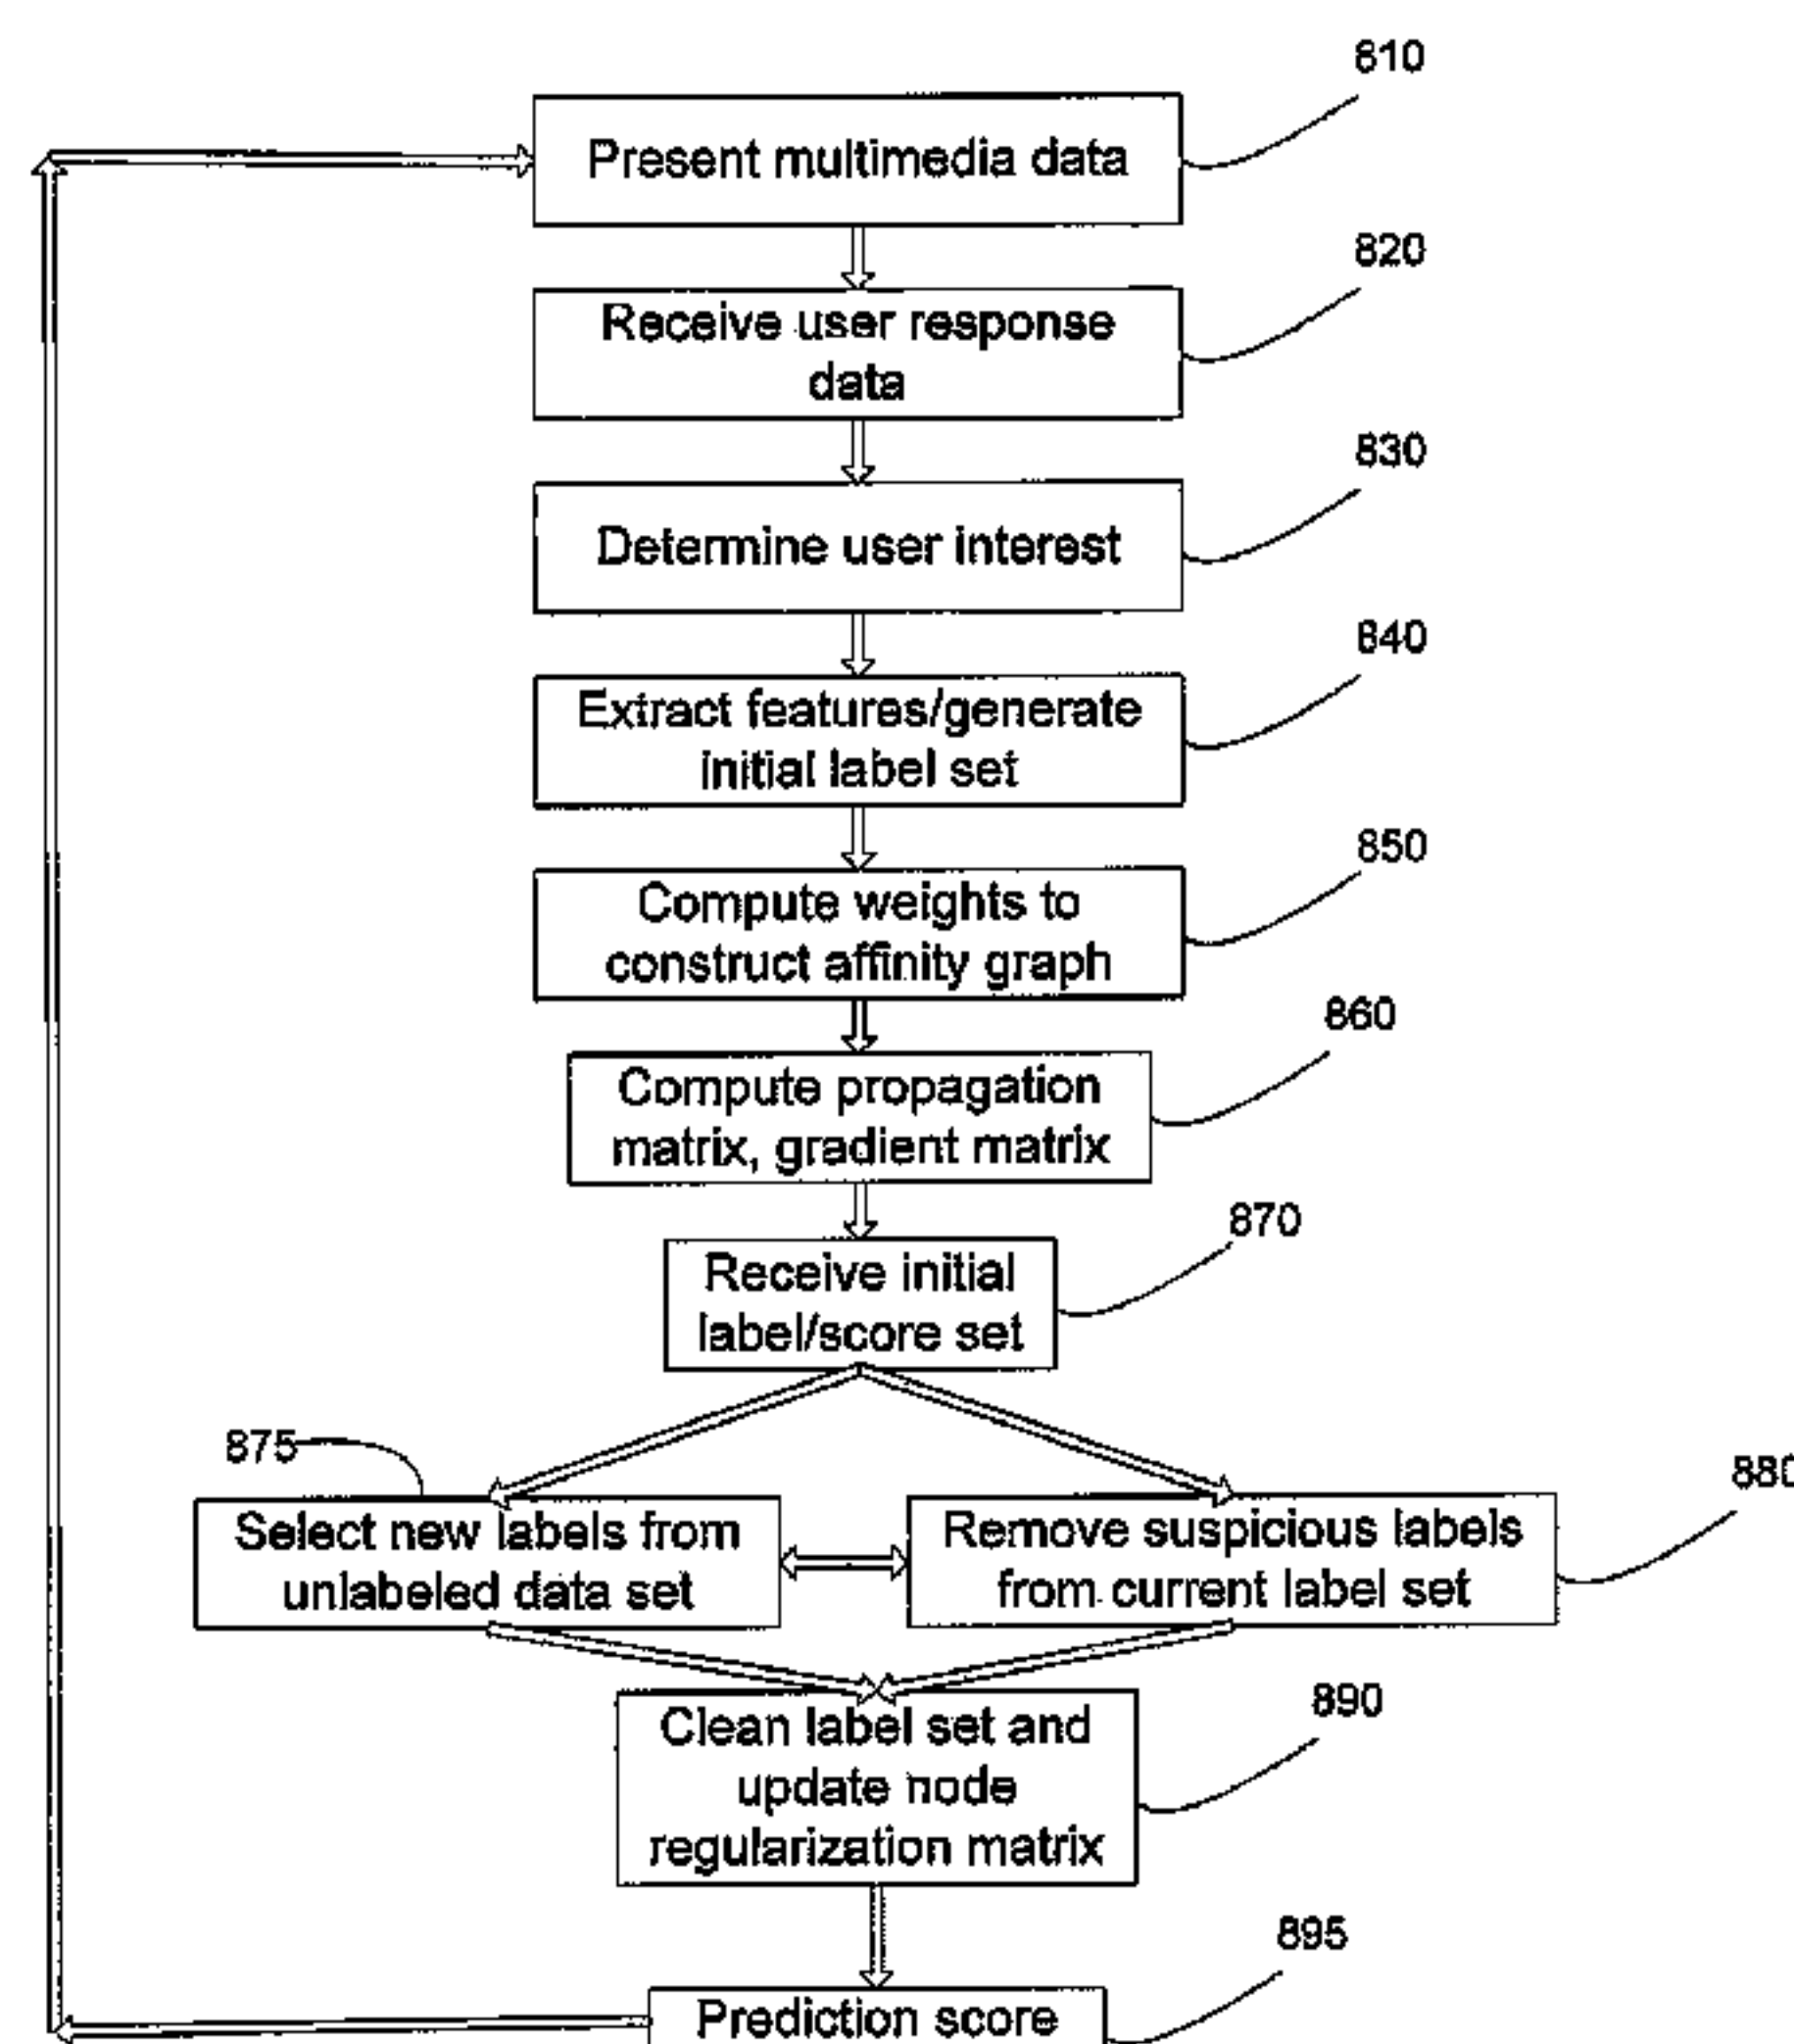 810
Present multimedia data
820
Receive user response
data
830
Determine user interest
840
Extract features/generate
initial label set
850
Compute weights to
construct affinity graph
860
Compute propagation
matrix, gradient matrix
870
Receive initial
label/score set
875
880
Select new labels from
unlabeled data set
Remove suspicious labels
from current label set
890
Clean label set and
update node
regularization matrix
895
Prediction score